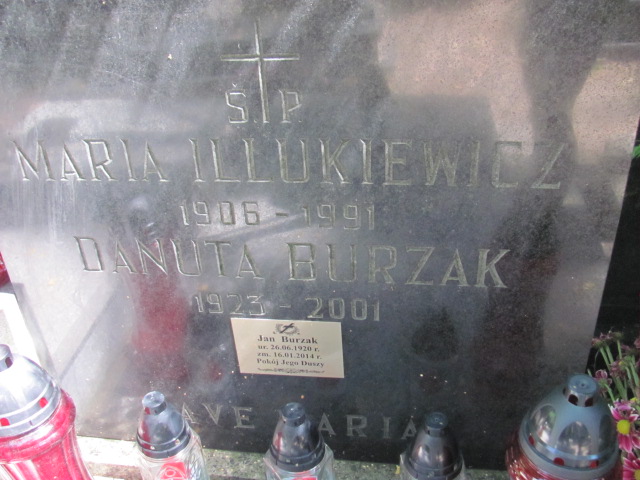 Ś.P.
MARIA ILLUKIEWICZ
1906 - 1991
DANUTA BURZAK
1923 - 2001
Jan Burzak
ur. 26.06.1920 r.
zm. 16.01.2014 r.
Pokój Jego Duszy
AVE MARIA